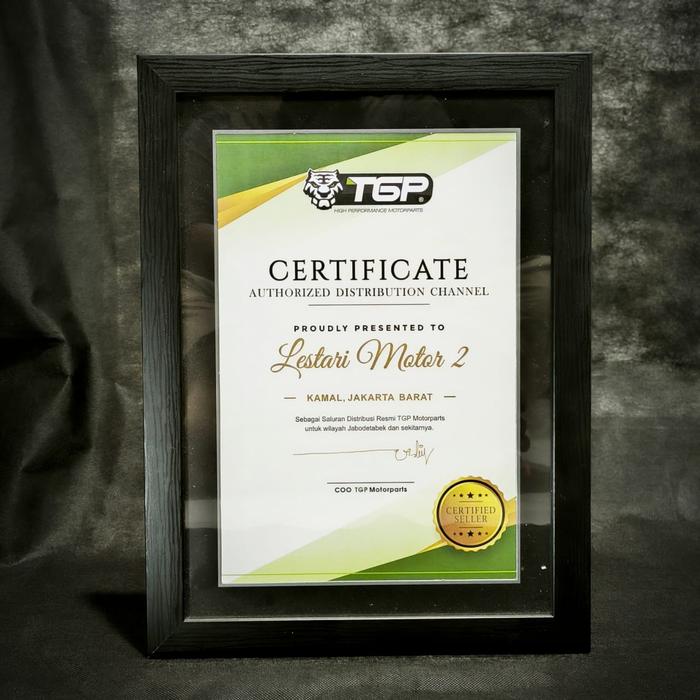 TGP
HIGH PERFORMANCE MOTORPARTS
CERTIFICATE
AUTHORIZED DISTRIBUTION CHANNEL
PROUDLY PRESENTED TO
Lestari Motor 2
KAMAL, JAKARTA BARAT
Sebagai Saluran Distribusi Resmi TGP Motorparts
untuk wilayah Jabodetabek dan sekitarnya.
COO TGP Motorparts
CERTIFIED
SELLER